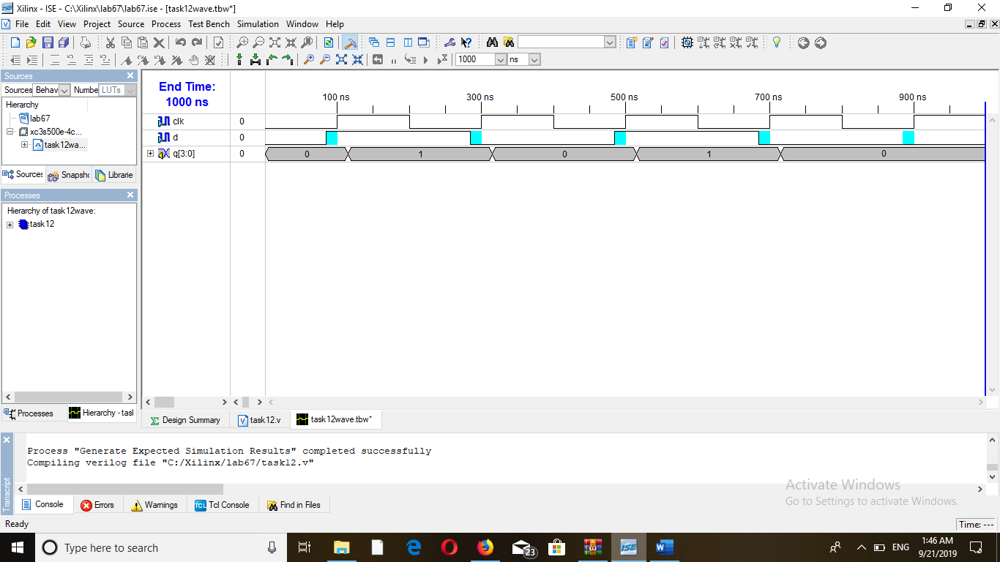 Xilinx - ISE - C:\Xilinx\lab67\lab67.ise - [task12wave.tbw*]
File Edit View Project Source Process Test Bench Simulation Window Help
1000 ns
Sources
Sources Behav Numbe LUTs
Hierarchy
lab67
xc3s500e-4c...
task12wa...
Sources Snapshc Librarie
Processes
Hierarchy of task12wave:
task12
Processes Hierarchy - tasl
End Time:
1000 ns
100 ns 300 ns 500 ns 700 ns 900 ns
clk 0
d 0
q[3:0] 0 0 1 0 1 0
Design Summary task12.v task12wave.tbw*
Process "Generate Expected Simulation Results" completed successfully
Compiling verilog file "C:/Xilinx/lab67/task12.v"
Transcript
Console Errors Warnings Tcl Console Find in Files
Activate Windows
Go to Settings to activate Windows.
Ready Time: ---
Type here to search 23 ISE ENG 1:46 AM
9/21/2019